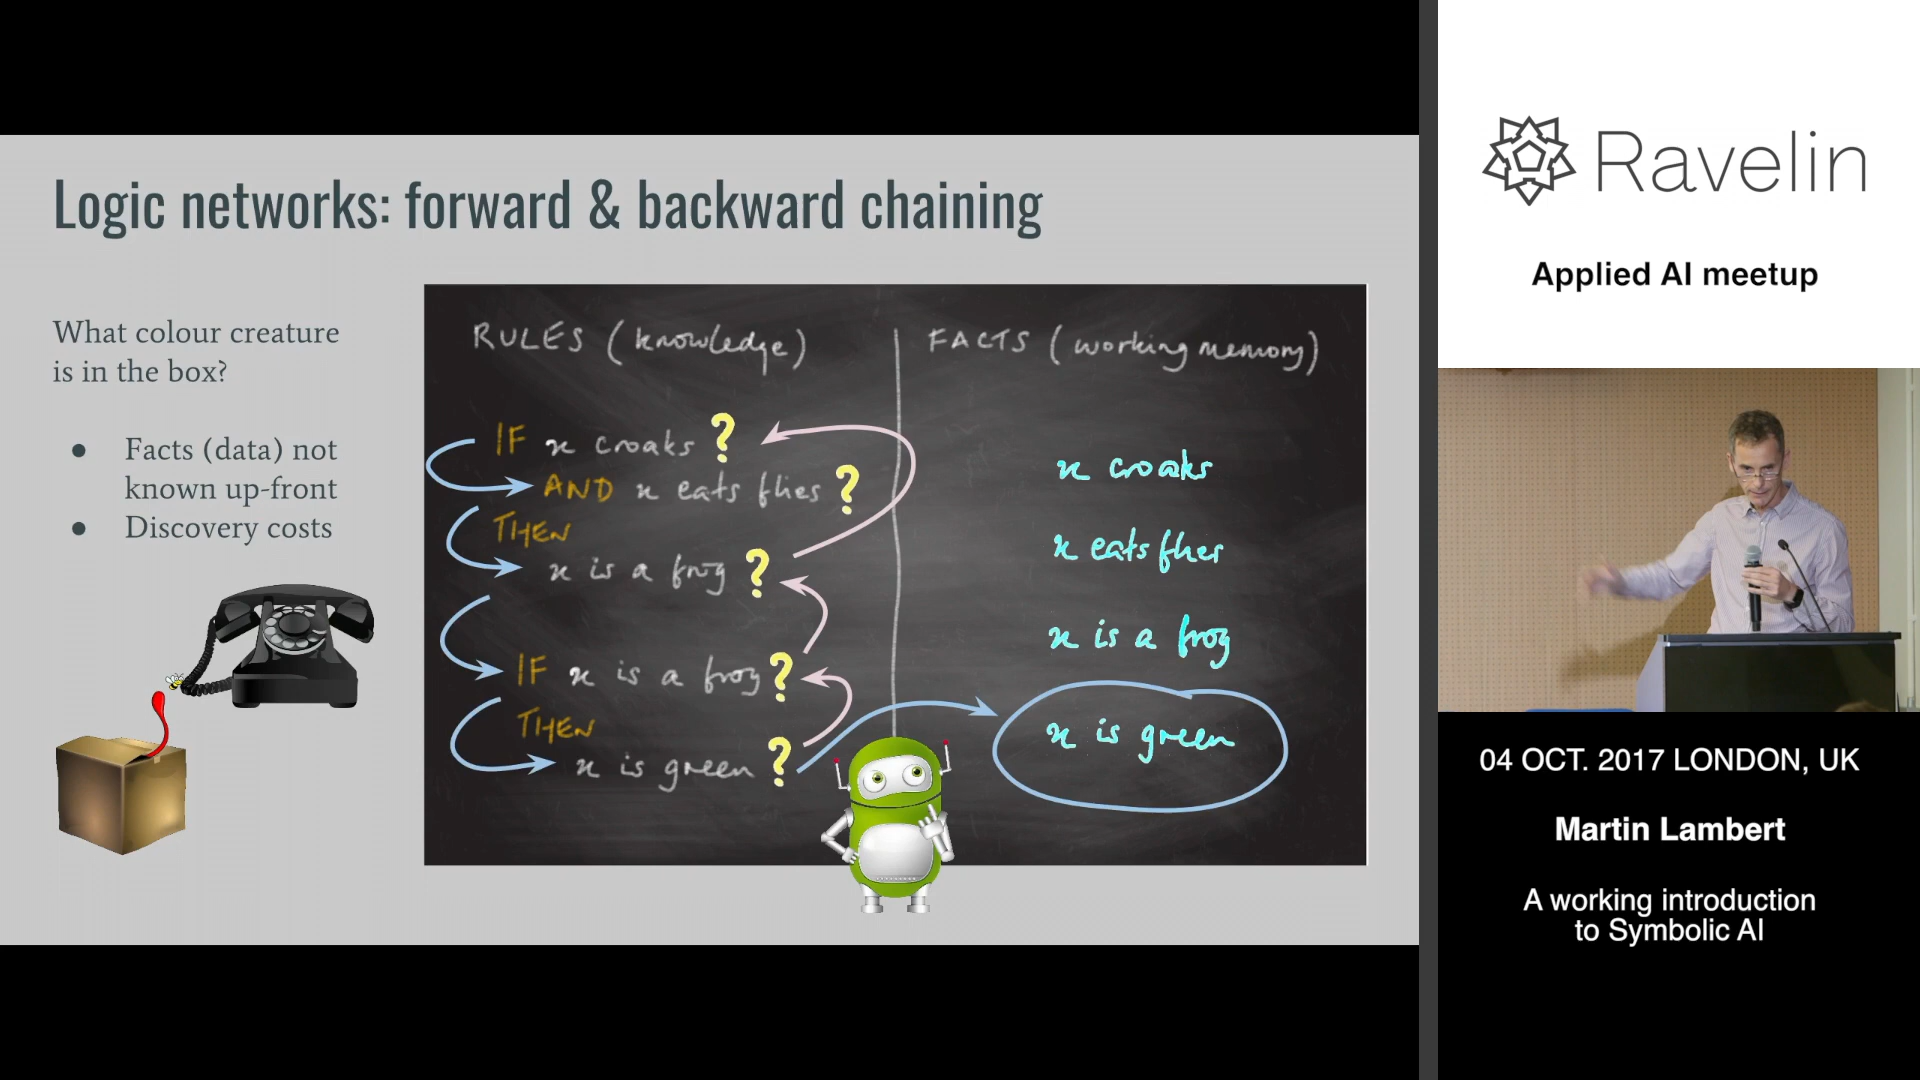 Logic networks: forward & backward chaining
What colour creature
is in the box?
● Facts (data) not
known up-front
● Discovery costs
RULES (knowledge)
IF x croaks ?
AND x eats flies ?
THEN
x is a frog ?
IF x is a frog ?
THEN
x is green ?
FACTS (working memory)
x croaks
x eats flies
x is a frog
x is green
Ravelin
Applied AI meetup
04 OCT. 2017 LONDON, UK
Martin Lambert
A working introduction
to Symbolic AI